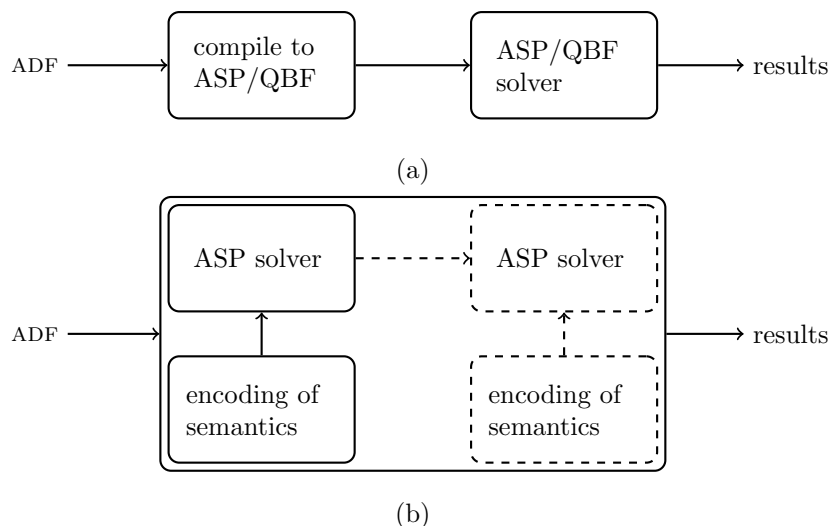 ADF
compile to
ASP/QBF
ASP/QBF
solver
results
(a)
ASP solver
ASP solver
ADF
results
encoding of
semantics
encoding of
semantics
(b)